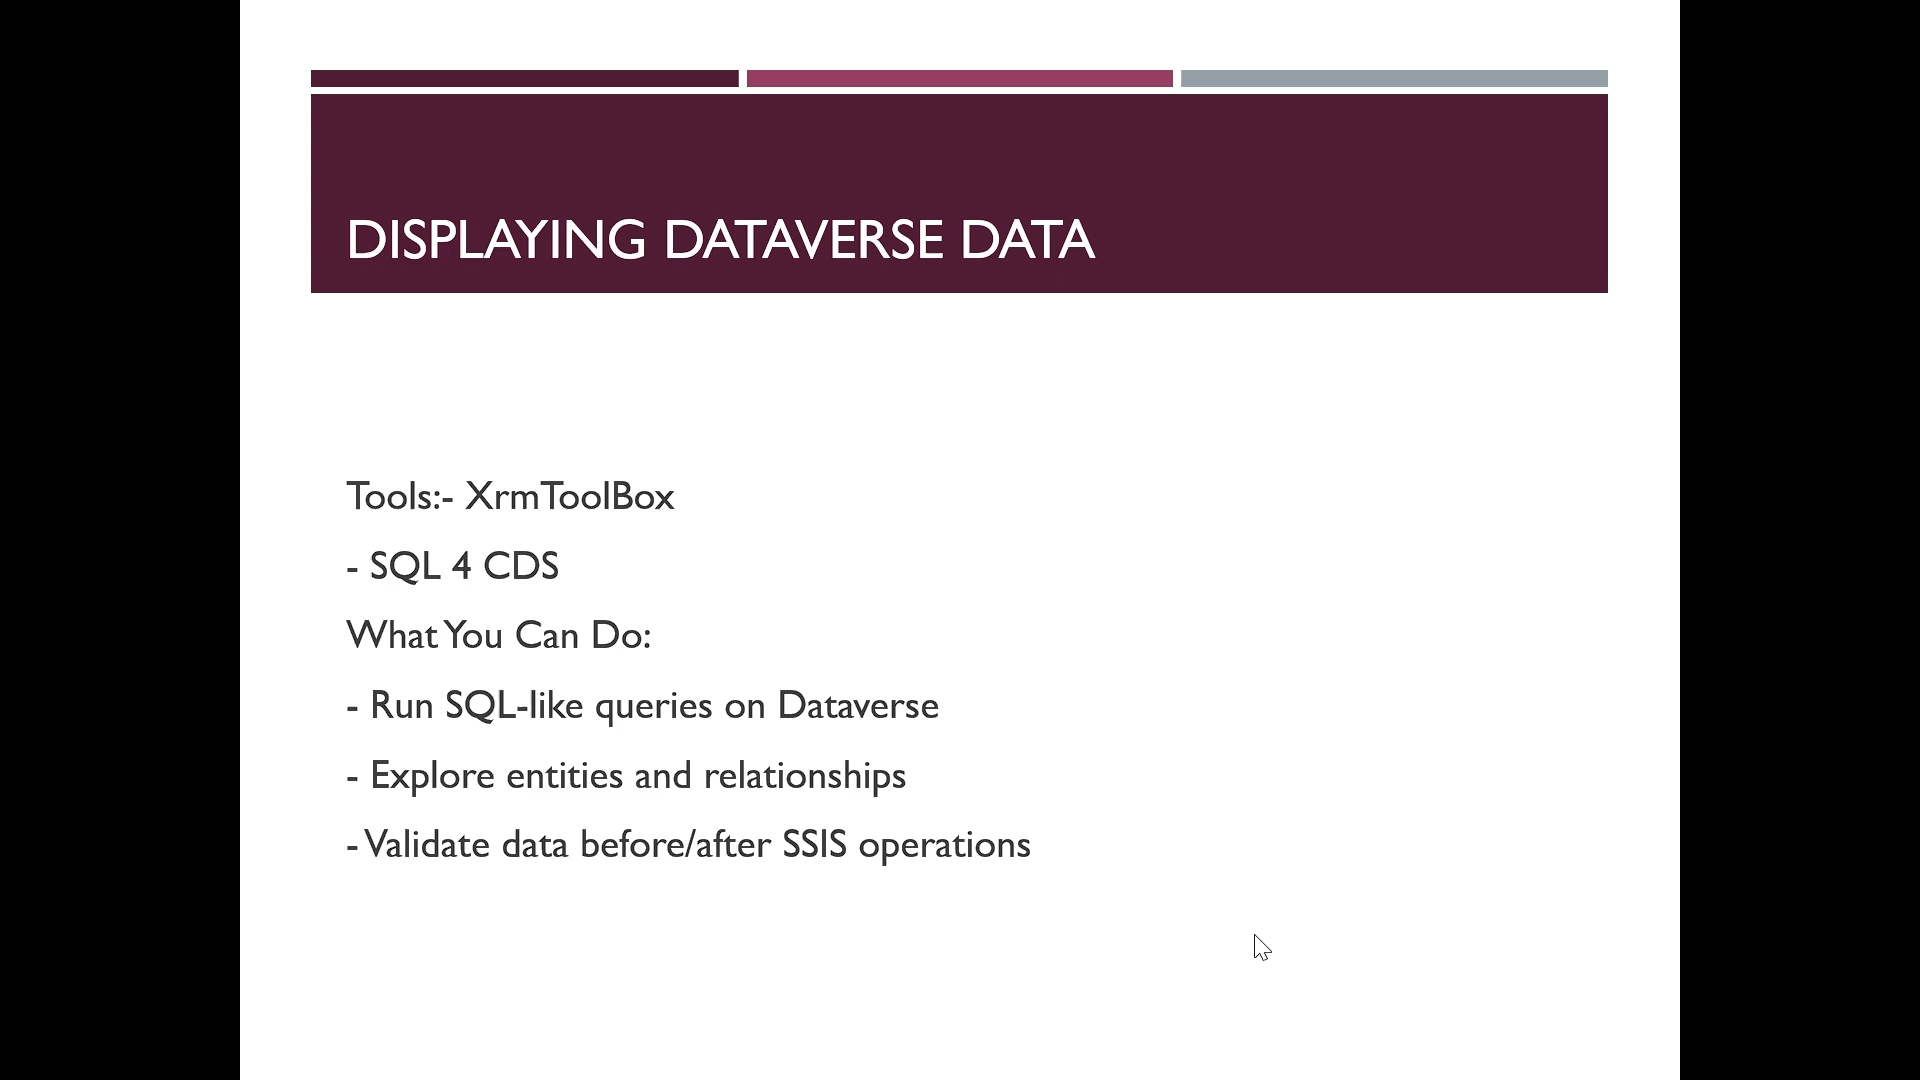 DISPLAYING DATAVERSE DATA
Tools:- XrmToolBox
- SQL 4 CDS
What You Can Do:
- Run SQL-like queries on Dataverse
- Explore entities and relationships
- Validate data before/after SSIS operations